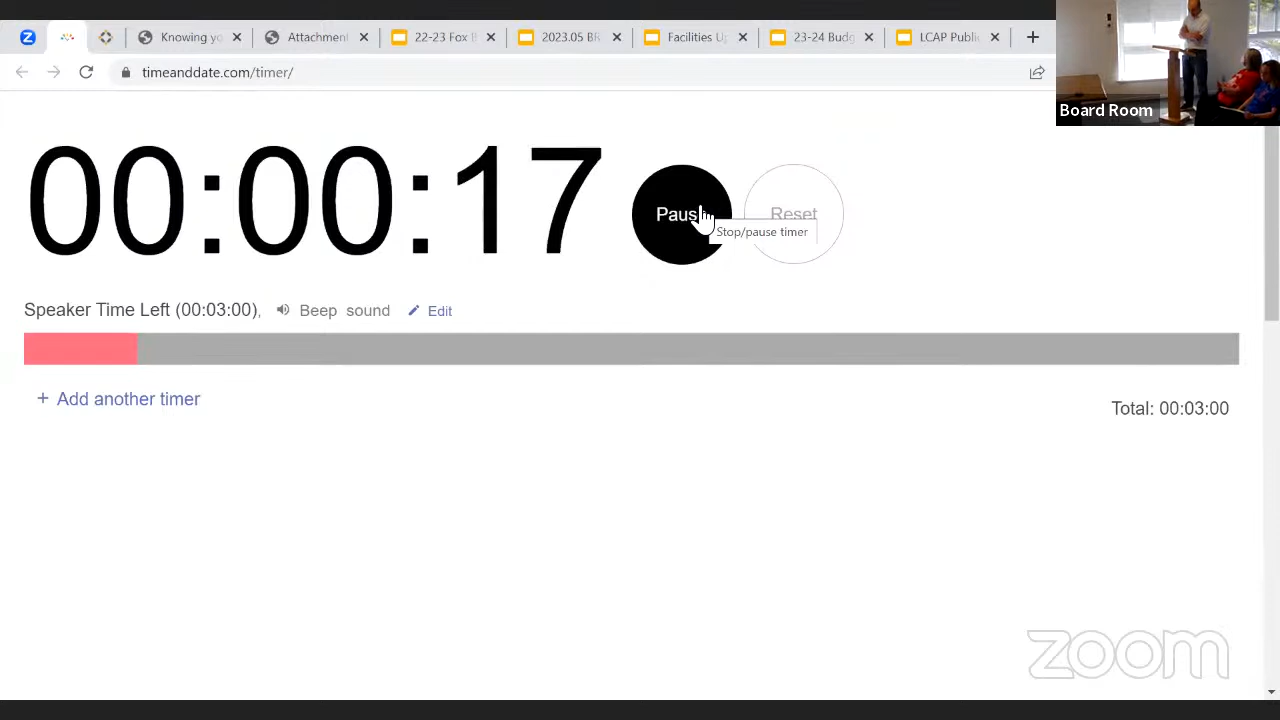 Knowing yo
Attachment
22-23 Fox B
2023.05 BR
Facilities Up
23-24 Budg
LCAP Publi
timeanddate.com/timer/
Board Room
00:00:17
Paus
Reset
Stop/pause timer
Speaker Time Left (00:03:00),
Beep sound
Edit
+ Add another timer
Total: 00:03:00
zoom